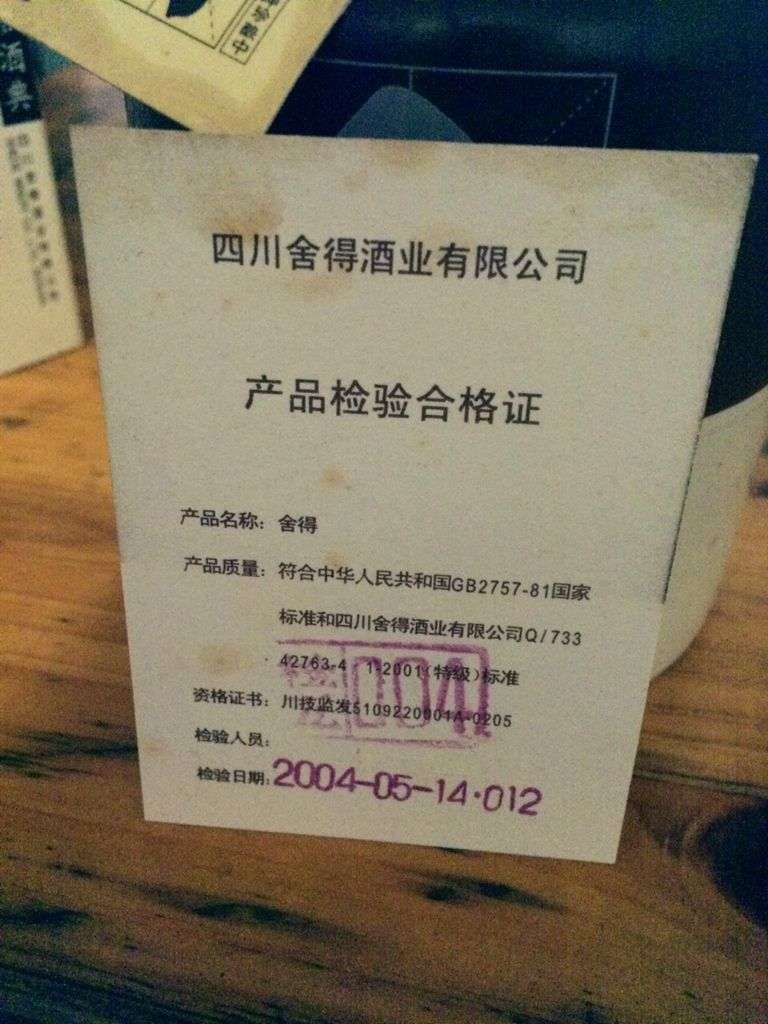 酒典
四川舍得酒业有限公司
产品检验合格证
产品名称：舍得
产品质量：符合中华人民共和国GB2757-81国家
标准和四川舍得酒业有限公司Q/733
42763-4 1-2001(特级)标准
资格证书：川技监发5109220001A-0205
检验人员：
004
检验日期：2004-05-14·012